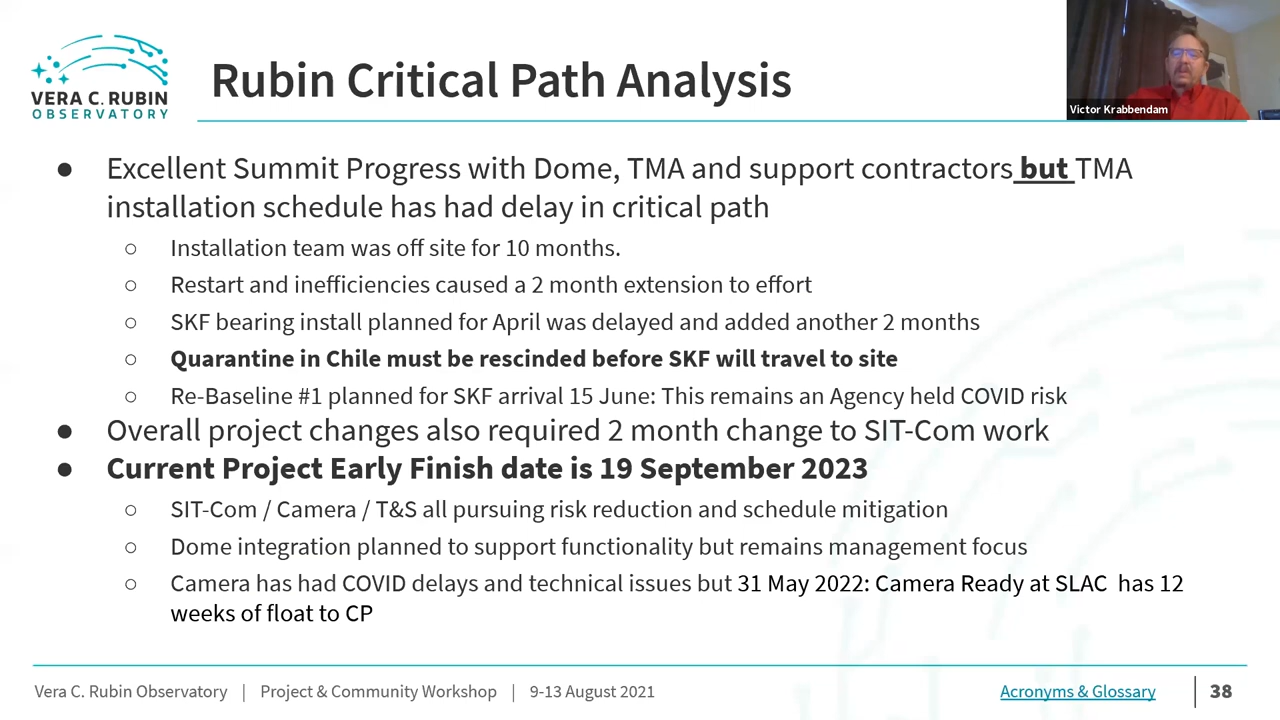 VERA C. RUBIN
OBSERVATORY
Rubin Critical Path Analysis
Victor Krabbendam
● Excellent Summit Progress with Dome, TMA and support contractors but TMA
installation schedule has had delay in critical path
○ Installation team was off site for 10 months.
○ Restart and inefficiencies caused a 2 month extension to effort
○ SKF bearing install planned for April was delayed and added another 2 months
○ Quarantine in Chile must be rescinded before SKF will travel to site
○ Re-Baseline #1 planned for SKF arrival 15 June: This remains an Agency held COVID risk
● Overall project changes also required 2 month change to SIT-Com work
● Current Project Early Finish date is 19 September 2023
○ SIT-Com / Camera / T&S all pursuing risk reduction and schedule mitigation
○ Dome integration planned to support functionality but remains management focus
○ Camera has had COVID delays and technical issues but 31 May 2022: Camera Ready at SLAC has 12
weeks of float to CP
Vera C. Rubin Observatory | Project & Community Workshop | 9-13 August 2021
Acronyms & Glossary
38